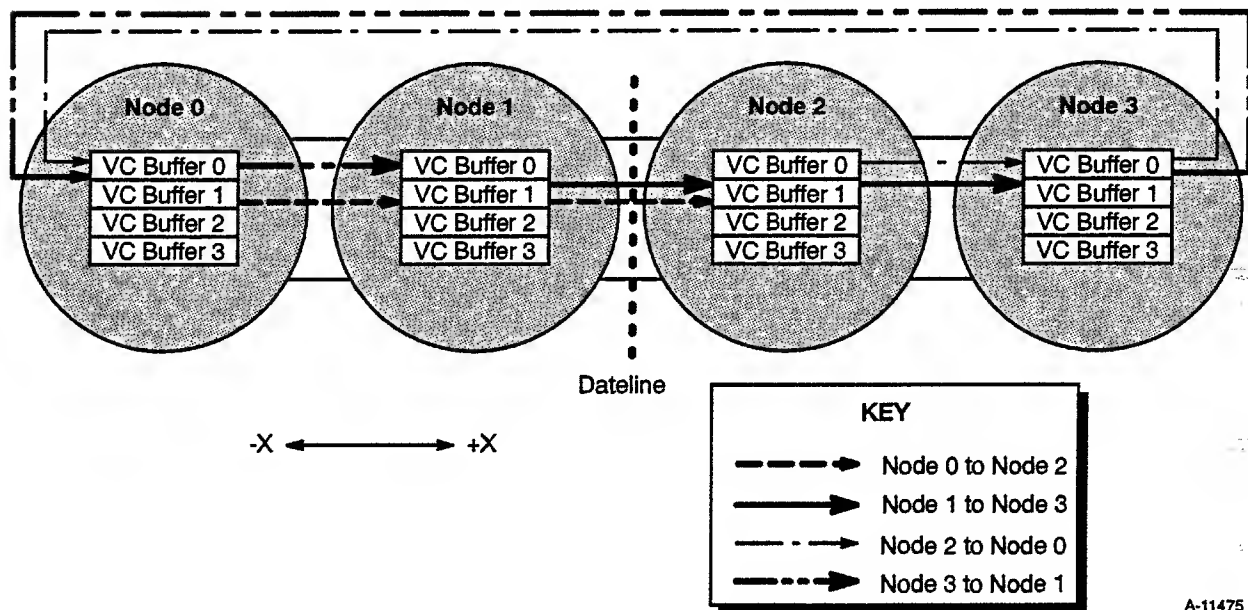 Node 0
Node 1
Node 2
Node 3
VC Buffer 0
VC Buffer 1
VC Buffer 2
VC Buffer 3
VC Buffer 0
VC Buffer 1
VC Buffer 2
VC Buffer 3
VC Buffer 0
VC Buffer 1
VC Buffer 2
VC Buffer 3
VC Buffer 0
VC Buffer 1
VC Buffer 2
VC Buffer 3
Dateline
-X
+X
KEY
Node 0 to Node 2
Node 1 to Node 3
Node 2 to Node 0
Node 3 to Node 1
A-11475